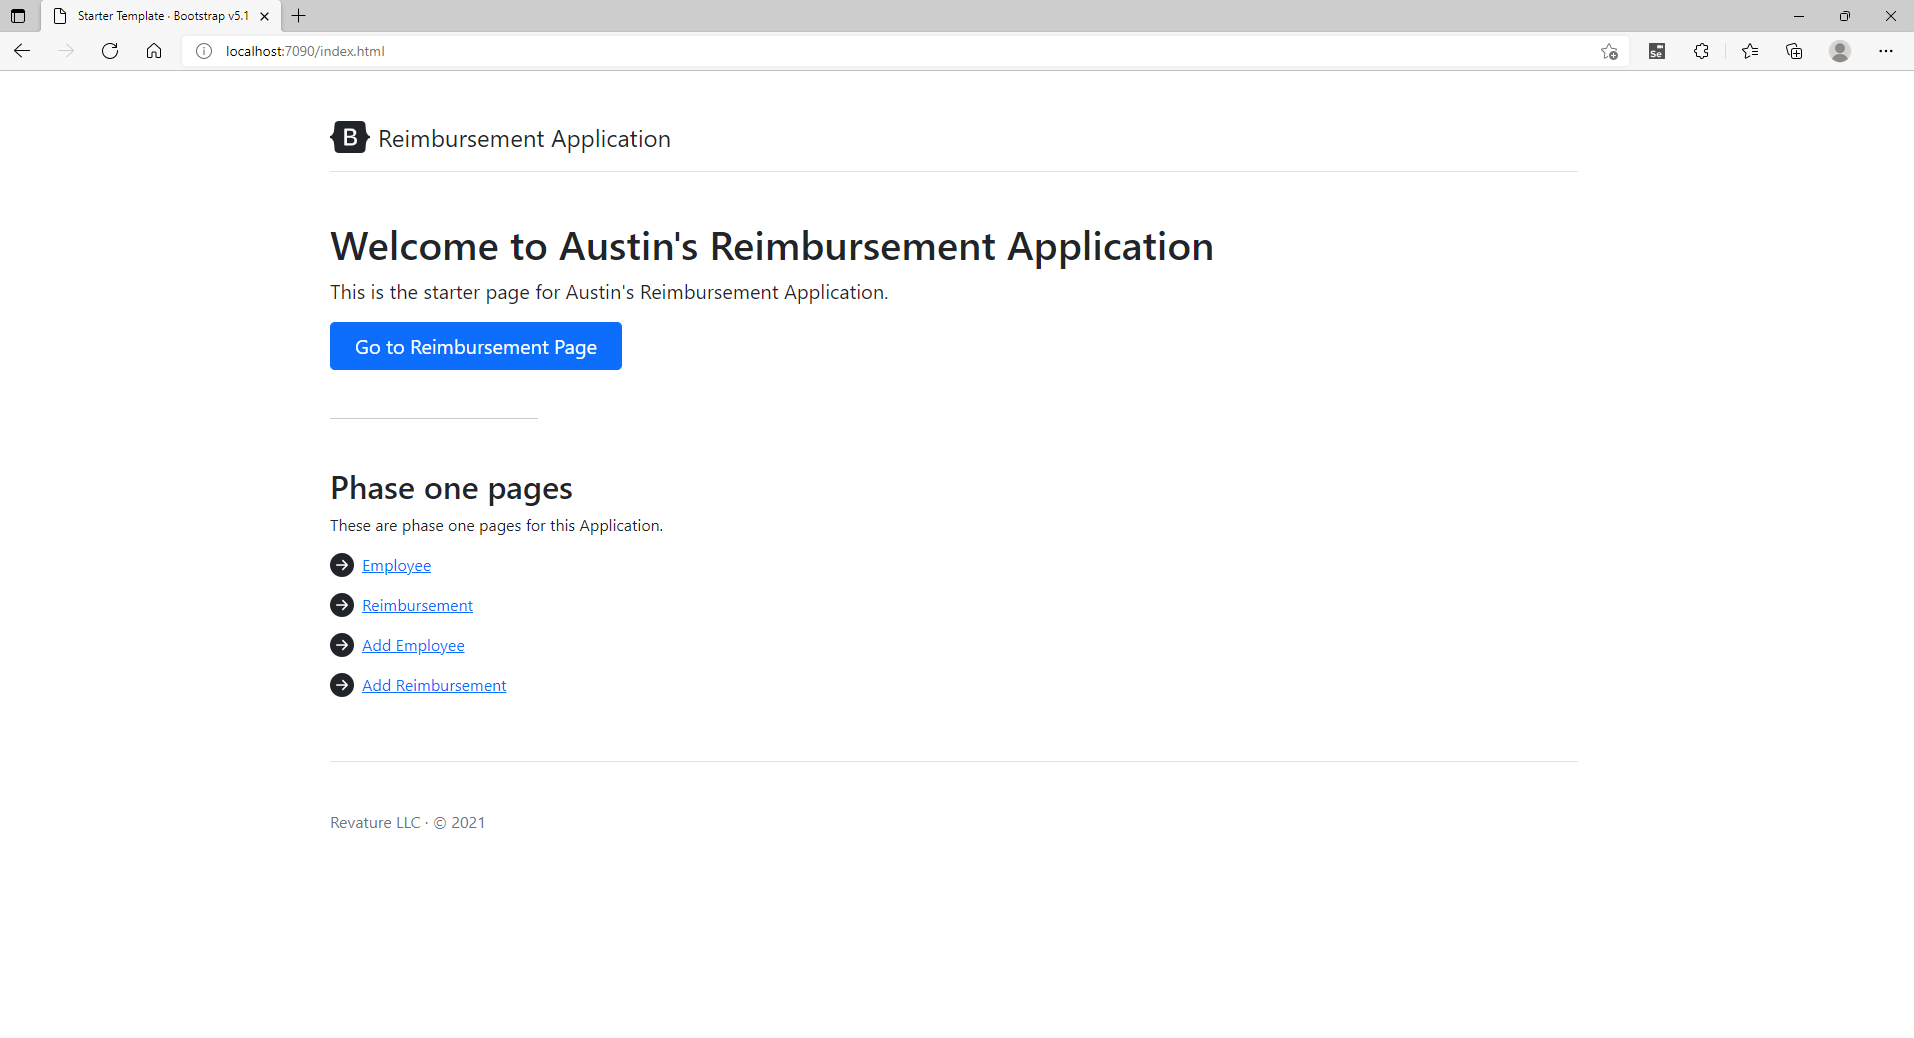 Starter Template · Bootstrap v5.1
localhost:7090/index.html
Se
B Reimbursement Application
Welcome to Austin's Reimbursement Application
This is the starter page for Austin's Reimbursement Application.
Go to Reimbursement Page
Phase one pages
These are phase one pages for this Application.
Employee
Reimbursement
Add Employee
Add Reimbursement
Revature LLC · © 2021